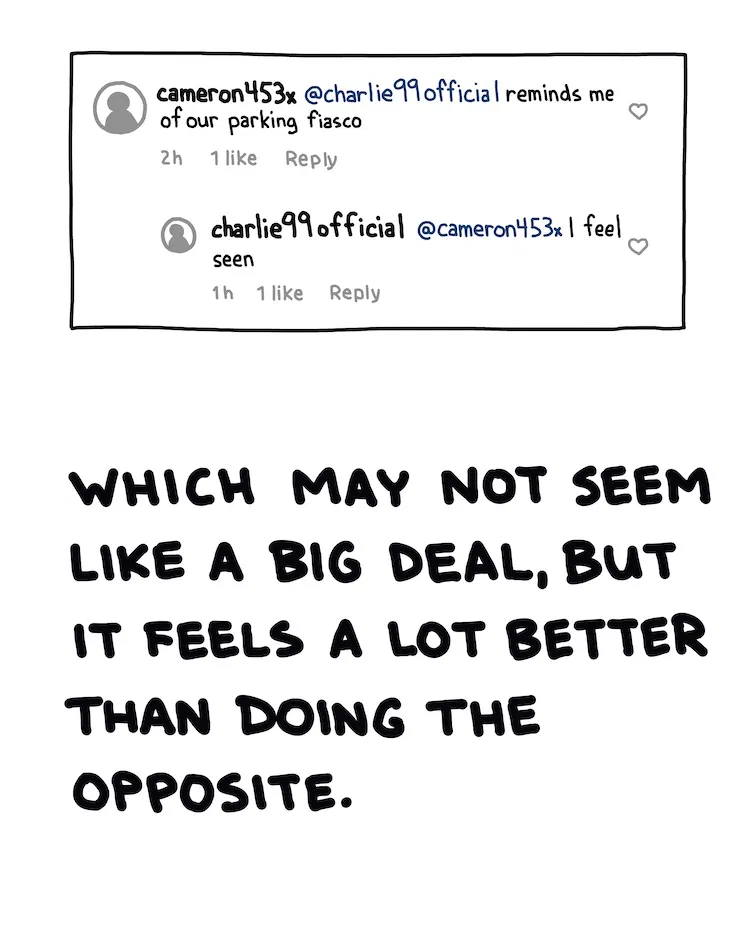 cameron453x @charlie99official reminds me
of our parking fiasco
2h 1 like Reply
charlie99official @cameron453x I feel
seen
1h 1 like Reply
WHICH MAY NOT SEEM
LIKE A BIG DEAL, BUT
IT FEELS A LOT BETTER
THAN DOING THE
OPPOSITE.